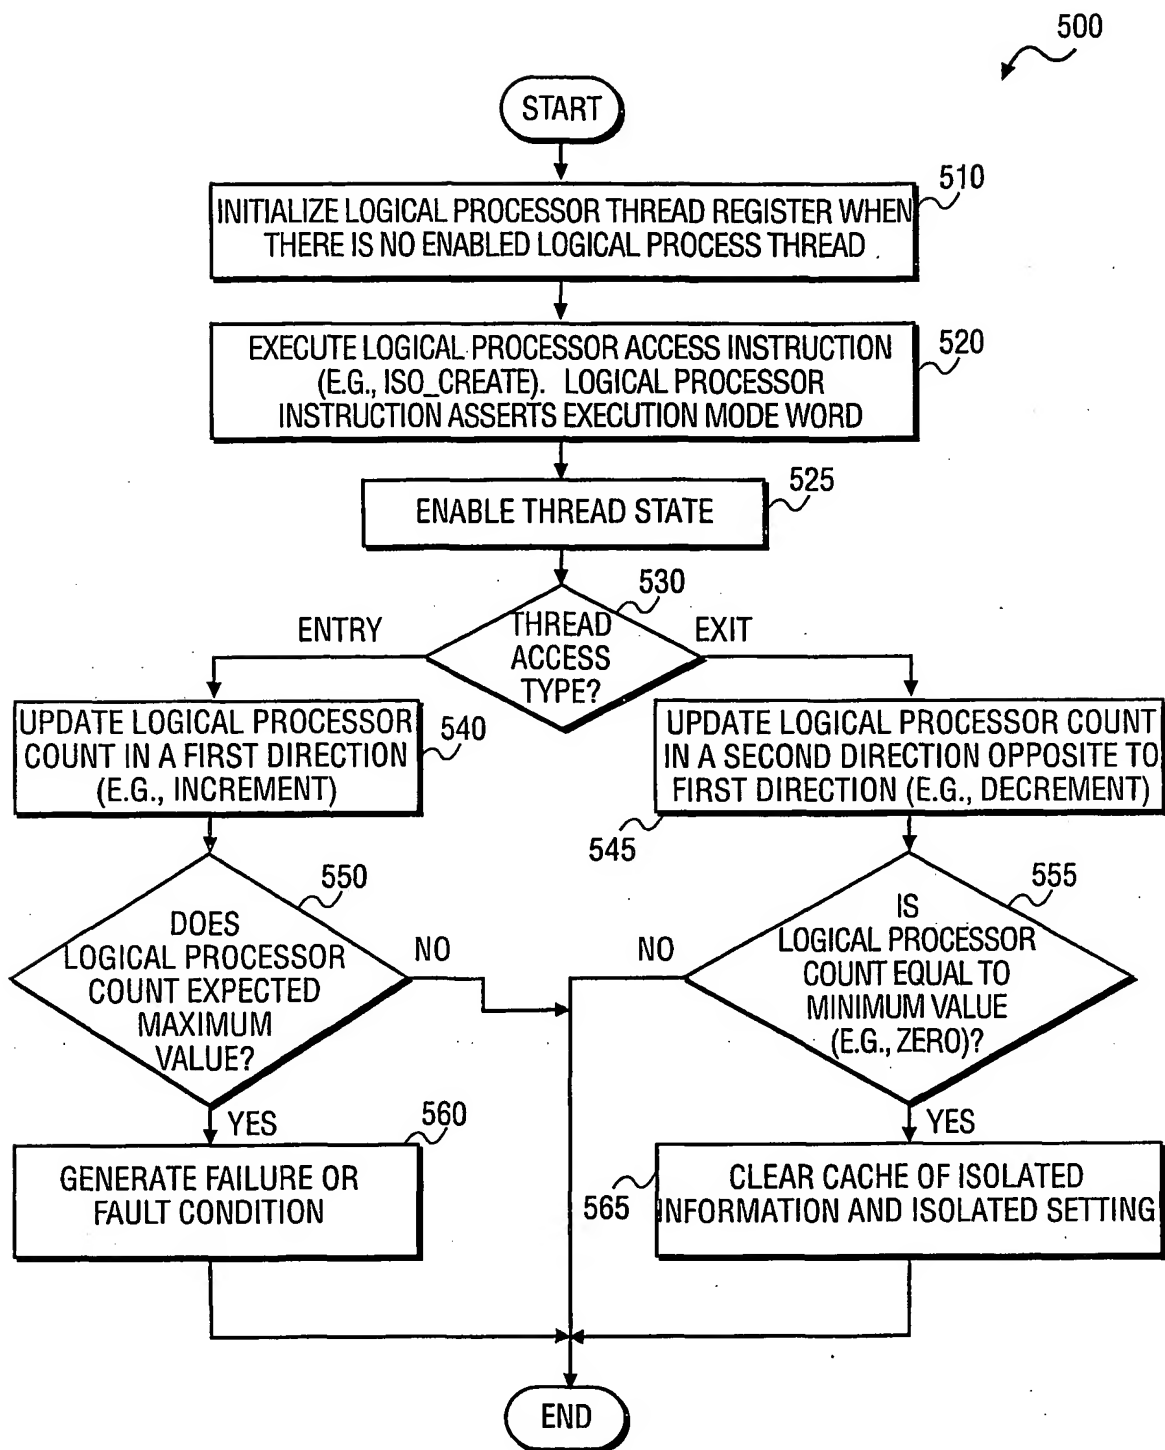 500
START
510
INITIALIZE LOGICAL PROCESSOR THREAD REGISTER WHEN
THERE IS NO ENABLED LOGICAL PROCESS THREAD
520
EXECUTE LOGICAL PROCESSOR ACCESS INSTRUCTION
(E.G., ISO_CREATE). LOGICAL PROCESSOR
INSTRUCTION ASSERTS EXECUTION MODE WORD
525
ENABLE THREAD STATE
530
THREAD
ACCESS
TYPE?
ENTRY
EXIT
UPDATE LOGICAL PROCESSOR
COUNT IN A FIRST DIRECTION
(E.G., INCREMENT)
540
UPDATE LOGICAL PROCESSOR COUNT
IN A SECOND DIRECTION OPPOSITE TO
FIRST DIRECTION (E.G., DECREMENT)
545
550
DOES
LOGICAL PROCESSOR
COUNT EXPECTED
MAXIMUM
VALUE?
NO
YES
555
IS
LOGICAL PROCESSOR
COUNT EQUAL TO
MINIMUM VALUE
(E.G., ZERO)?
NO
YES
560
GENERATE FAILURE OR
FAULT CONDITION
565
CLEAR CACHE OF ISOLATED
INFORMATION AND ISOLATED SETTING
END